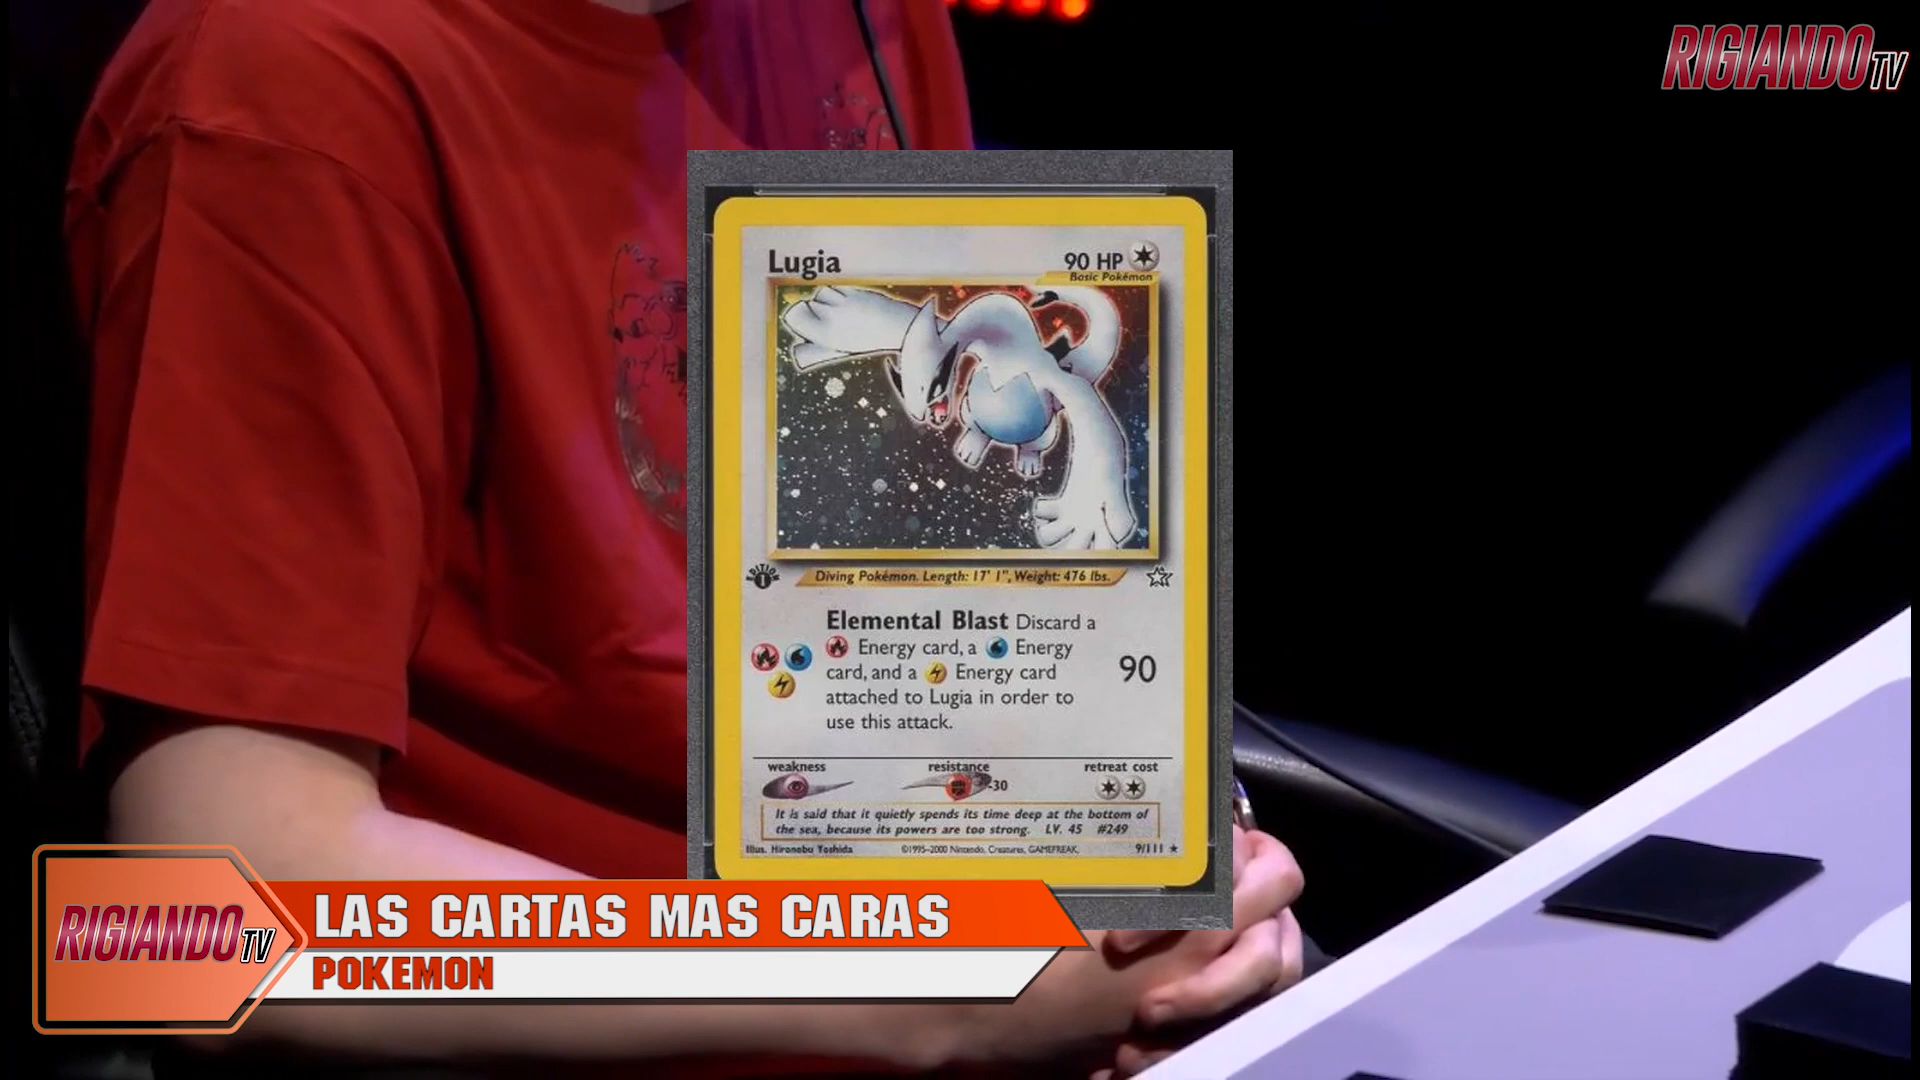 RIGIANDO TV
Lugia
90 HP
Basic Pokémon
EDITION
1
Diving Pokémon. Length: 17' 1", Weight: 476 lbs.
Elemental Blast Discard a
Energy card, a Energy
card, and a Energy card
attached to Lugia in order to
use this attack.
90
weakness
resistance
retreat cost
-30
It is said that it quietly spends its time deep at the bottom of
the sea, because its powers are too strong. LV. 45 #249
Illus. Hironobu Yoshida
©1995-2000 Nintendo, Creatures, GAMEFREAK.
9/111 ★
RIGIANDO TV
LAS CARTAS MAS CARAS
POKEMON